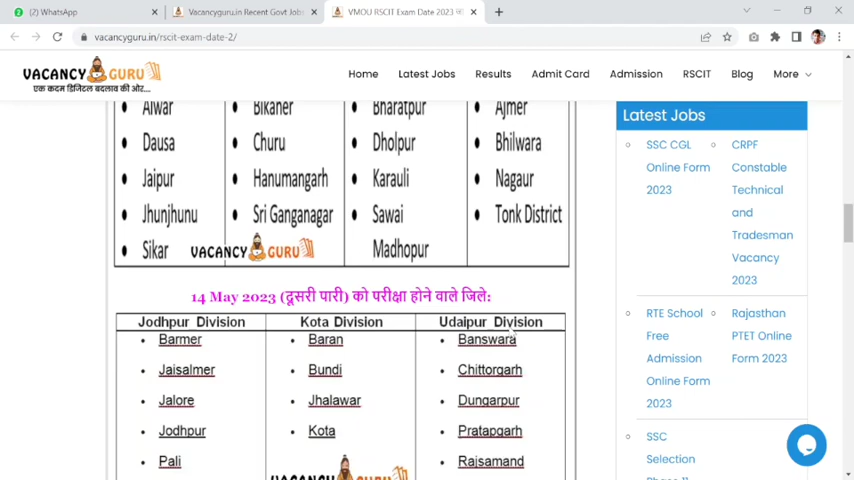 (2) WhatsApp
Vacancyguru.in Recent Govt Jobs
VMOU RSCIT Exam Date 2023
vacancyguru.in/rscit-exam-date-2/
VACANCY GURU
एक कदम डिजिटल बदलाव की ओर...
Home Latest Jobs Results Admit Card Admission RSCIT Blog More
Alwar Bikaner Bharatpur Ajmer
Dausa Churu Dholpur Bhilwara
Jaipur Hanumangarh Karauli Nagaur
Jhunjhunu Sri Ganganagar Sawai Tonk District
Sikar Madhopur
VACANCY GURU
14 May 2023 (दूसरी पारी) को परीक्षा होने वाले जिले:
Jodhpur Division Kota Division Udaipur Division
Barmer Baran Banswara
Jaisalmer Bundi Chittorgarh
Jalore Jhalawar Dungarpur
Jodhpur Kota Pratapgarh
Pali Rajsamand
VACANCY GURU
Latest Jobs
SSC CGL
Online Form
2023
CRPF
Constable
Technical
and
Tradesman
Vacancy
2023
RTE School
Free
Admission
Online Form
2023
Rajasthan
PTET Online
Form 2023
SSC
Selection
Phase 11